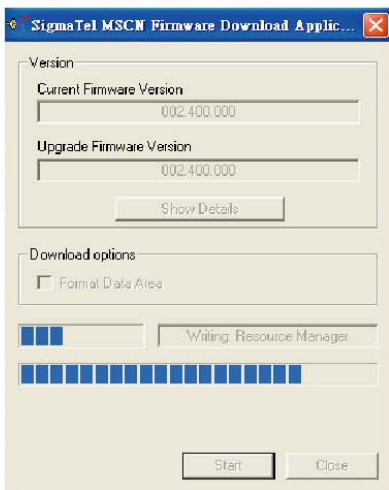 SigmaTel MSCN Firmware Download Applic...
Version
Current Firmware Version
002.400.000
Upgrade Firmware Version
002.400.000
Show Details
Download options
Format Data Area
Writing: Resource Manager
Start
Close